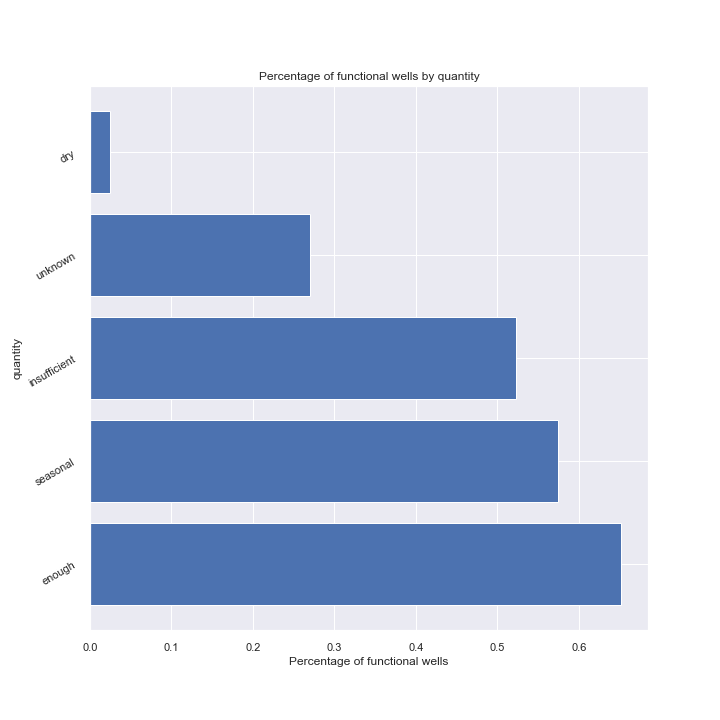 Percentage of functional wells by quantity
dry
unknown
insufficient
seasonal
enough
quantity
0.0 0.1 0.2 0.3 0.4 0.5 0.6
Percentage of functional wells